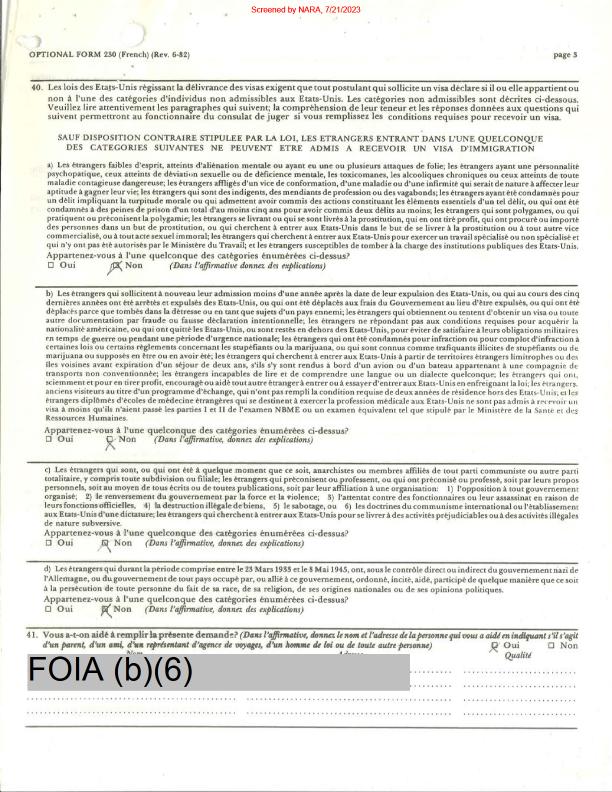 Screened by NARA, 7/21/2023
OPTIONAL FORM 230 (French) (Rev. 6-82) page 3
40. Les lois des Etats-Unis régissant la délivrance des visas exigent que tout postulant qui sollicite un visa déclare si il ou elle appartient ou
non à l'une des catégories d'individus non admissibles aux Etats-Unis. Les catégories non admissibles sont décrites ci-dessous.
Veuillez lire attentivement les paragraphes qui suivent; la compréhension de leur teneur et les réponses données aux questions qui
suivent permettront au fonctionnaire du consulat de juger si vous remplissez les conditions requises pour recevoir un visa.
SAUF DISPOSITION CONTRAIRE STIPULEE PAR LA LOI, LES ETRANGERS ENTRANT DANS L'UNE QUELCONQUE
DES CATEGORIES SUIVANTES NE PEUVENT ETRE ADMIS A RECEVOIR UN VISA D'IMMIGRATION
a) Les étrangers faibles d'esprit, atteints d'aliénation mentale ou ayant eu une ou plusieurs attaques de folie; les étrangers ayant une personnalité
psychopatique, ceux atteints de déviation sexuelle ou de déficience mentale, les toxicomanes, les alcooliques chroniques ou ceux atteints de toute
maladie contagieuse dangereuse; les étrangers affligés d'un vice de conformation, d'une maladie ou d'une infirmité qui serait de nature à affecter leur
aptitude à gagner leur vie; les étrangers qui sont des indigents, des mendiants de profession ou des vagabonds; les étrangers ayant été condamnés pour
un délit impliquant la turpitude morale ou qui admettent avoir commis des actions constituant les éléments essentiels d'un tel délit, ou qui ont été
condamnés à des peines de prison d'un total d'au moins cinq ans pour avoir commis deux délits au moins; les étrangers qui sont polygames, ou qui
pratiquent ou préconisent la polygamie; les étrangers se livrant ou qui se sont livrés à la prostitution, qui en ont tiré profit, qui ont procuré ou importé
des personnes dans un but de prostitution, ou qui cherchent à entrer aux Etats-Unis dans le but de se livrer à la prostitution ou à tout autre vice
commercialisé, ou à tout acte sexuel immoral; les étrangers qui cherchent à entrer aux Etats-Unis pour exercer un travail spécialisé ou non spécialisé et
qui n'y ont pas été autorisés par le Ministère du Travail; et les étrangers susceptibles de tomber à la charge des institutions publiques des Etats-Unis.
Appartenez-vous à l'une quelconque des catégories énumérées ci-dessus?
Oui Non (Dans l'affirmative donnez des explications)
b) Les étrangers qui sollicitent à nouveau leur admission moins d'une année après la date de leur expulsion des Etats-Unis, ou qui au cours des cinq
dernières années ont été arrêtés et expulsés des Etats-Unis, ou qui ont été déplacés aux frais du Gouvernement au lieu d'être expulsés, ou qui ont été
déplacés parce que tombés dans la détresse ou en tant que sujets d'un pays ennemi; les étrangers qui obtiennent ou tentent d'obtenir un visa ou toute
autre documentation par fraude ou fausse déclaration intentionnelle; les étrangers ne répondant pas aux conditions requises pour acquérir la
nationalité américaine, ou qui ont quitté les Etats-Unis, ou sont restés en dehors des Etats-Unis, pour éviter de satisfaire à leurs obligations militaires
en temps de guerre ou pendant une période d'urgence nationale; les étrangers qui ont été condamnés pour infraction ou pour complot d'infraction à
certaines lois ou certains règlements concernant les stupéfiants ou la marijuana, ou qui sont connus comme trafiquants illicites de stupéfiants ou de
marijuana ou supposés en être ou en avoir été; les étrangers qui cherchent à entrer aux Etats-Unis à partir de territoires étrangers limitrophes ou des
îles voisines avant expiration d'un séjour de deux ans, s'ils s'y sont rendus à bord d'un avion ou d'un bateau appartenant à une compagnie de
transports non conventionnée; les étrangers incapables de lire et de comprendre une langue ou un dialecte quelconque; les étrangers qui ont,
sciemment et pour en tirer profit, encouragé ou aidé tout autre étranger à entrer ou à essayer d'entrer aux Etats-Unis en enfreignant la loi; les étrangers,
anciens visiteurs au titre d'un programme d'échange, qui n'ont pas rempli la condition requise de deux années de résidence hors des Etats-Unis; et les
étrangers diplômés d'écoles de médecine étrangères qui se destinent à exercer la profession médicale aux Etats-Unis ne sont pas admis à recevoir un
visa à moins qu'ils n'aient passé les parties I et II de l'examen NBME ou un examen équivalent tel que stipulé par le Ministère de la Santé et des
Ressources Humaines.
Appartenez-vous à l'une quelconque des catégories énumérées ci-dessus?
Oui Non (Dans l'affirmative, donnez des explications)
c) Les étrangers qui sont, ou qui ont été à quelque moment que ce soit, anarchistes ou membres affiliés de tout parti communiste ou autre parti
totalitaire, y compris toute subdivision ou filiale; les étrangers qui préconisent ou professent, ou qui ont préconisé ou professé, soit par leurs propos
personnels, soit au moyen de tous écrits ou de toutes publications, soit par leur affiliation à une organisation: 1) l'opposition à tout gouvernement
organisé; 2) le renversement du gouvernement par la force et la violence; 3) l'attentat contre des fonctionnaires ou leur assassinat en raison de
leurs fonctions officielles, 4) la destruction illégale de biens, 5) le sabotage, ou 6) les doctrines du communisme international ou l'établissement
aux Etats-Unis d'une dictature; les étrangers qui cherchent à entrer aux Etats-Unis pour se livrer à des activités préjudiciables ou à des activités illégales
de nature subversive.
Appartenez-vous à l'une quelconque des catégories énumérées ci-dessus?
Oui Non (Dans l'affirmative, donnez des explications)
d) Les étrangers qui durant la période comprise entre le 23 Mars 1933 et le 8 Mai 1945, ont, sous le contrôle direct ou indirect du gouvernement nazi de
l'Allemagne, ou du gouvernement de tout pays occupé par, ou allié à ce gouvernement, ordonné, incité, aidé, participé de quelque manière que ce soit
à la persécution de toute personne du fait de sa race, de sa religion, de ses origines nationales ou de ses opinions politiques.
Appartenez-vous à l'une quelconque des catégories énumérées ci-dessus?
Oui Non (Dans l'affirmative, donnez des explications)
41. Vous a-t-on aidé à remplir la présente demande? (Dans l'affirmative, donnez le nom et l'adresse de la personne qui vous a aidé en indiquant s'il s'agit
d'un parent, d'un ami, d'un représentant d'agence de voyages, d'un homme de loi ou de toute autre personne) Oui Non
Qualité
FOIA (b)(6)